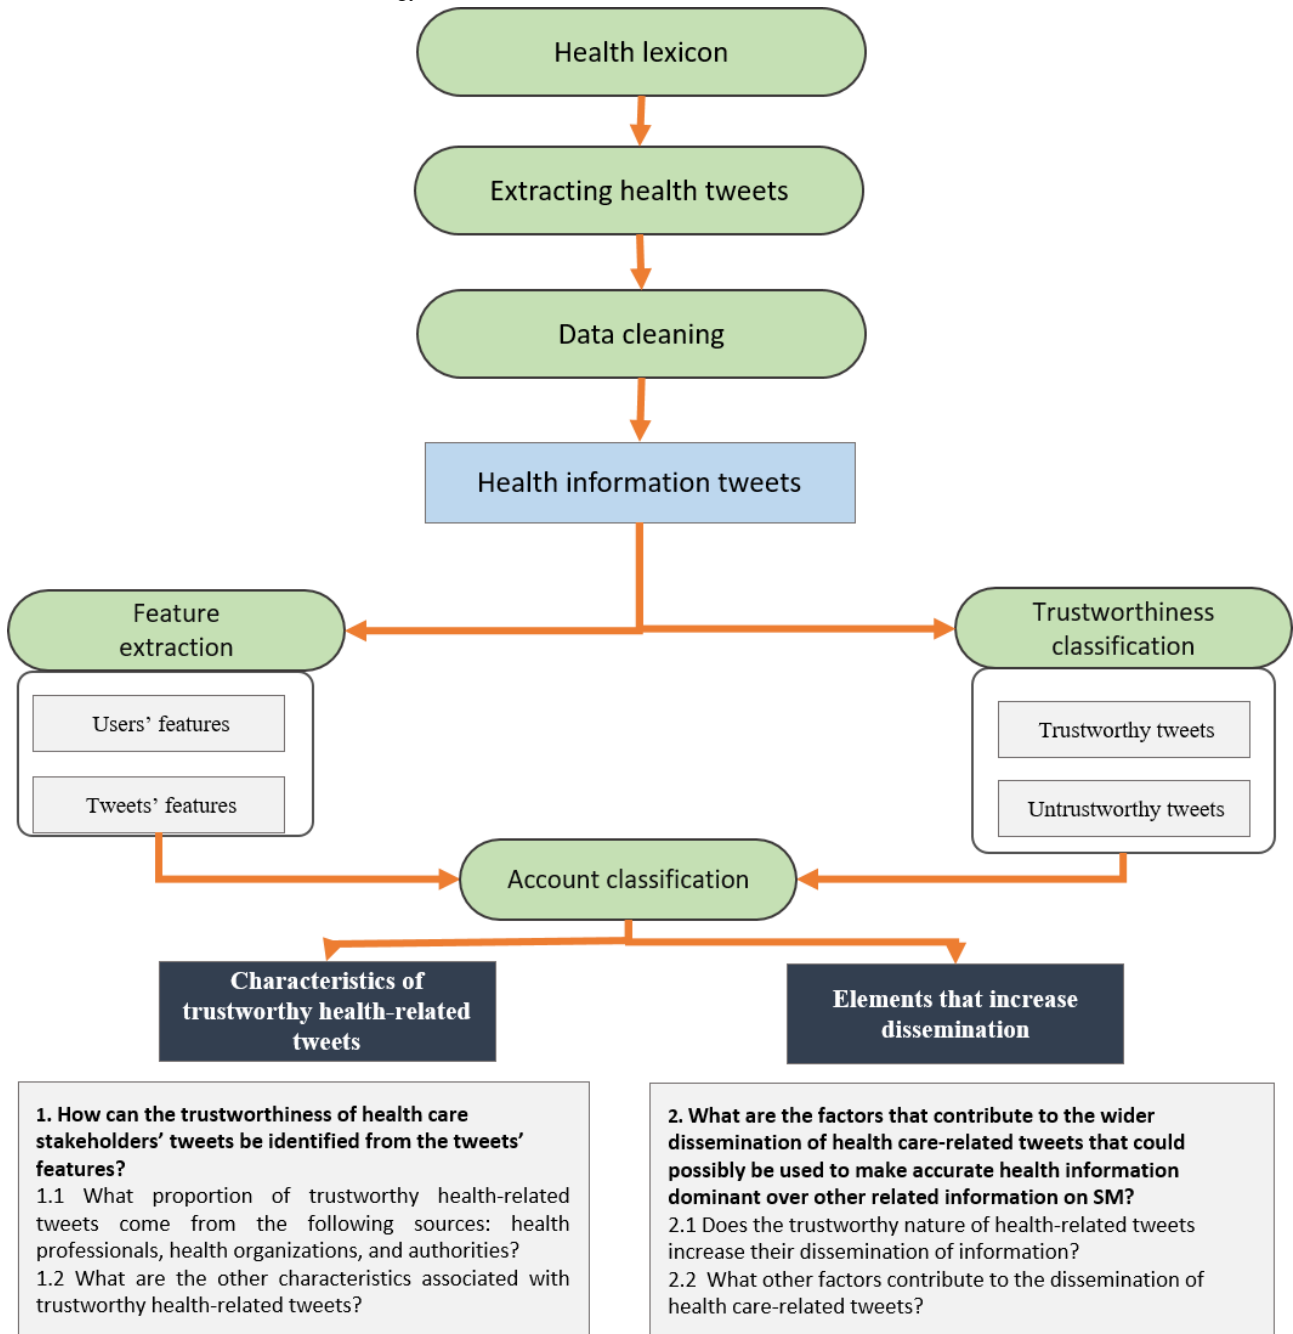 Health lexicon
Extracting health tweets
Data cleaning
Health information tweets
Feature
extraction
Users’ features
Tweets’ features
Trustworthiness
classification
Trustworthy tweets
Untrustworthy tweets
Account classification
Characteristics of
trustworthy health-related
tweets
Elements that increase
dissemination
1. How can the trustworthiness of health care
stakeholders’ tweets be identified from the tweets’
features?
1.1 What proportion of trustworthy health-related
tweets come from the following sources: health
professionals, health organizations, and authorities?
1.2 What are the other characteristics associated with
trustworthy health-related tweets?
2. What are the factors that contribute to the wider
dissemination of health care-related tweets that could
possibly be used to make accurate health information
dominant over other related information on SM?
2.1 Does the trustworthy nature of health-related tweets
increase their dissemination of information?
2.2 What other factors contribute to the dissemination of
health care-related tweets?